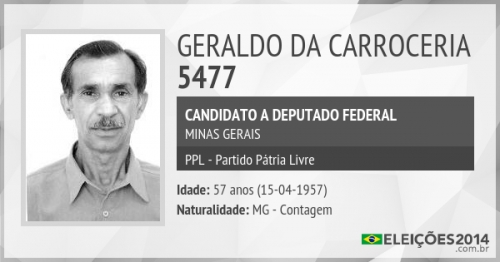 GERALDO DA CARROCERIA
5477
CANDIDATO A DEPUTADO FEDERAL
MINAS GERAIS
PPL - Partido Pátria Livre
Idade: 57 anos (15-04-1957)
Naturalidade: MG - Contagem
ELEIÇÕES2014
.com.br